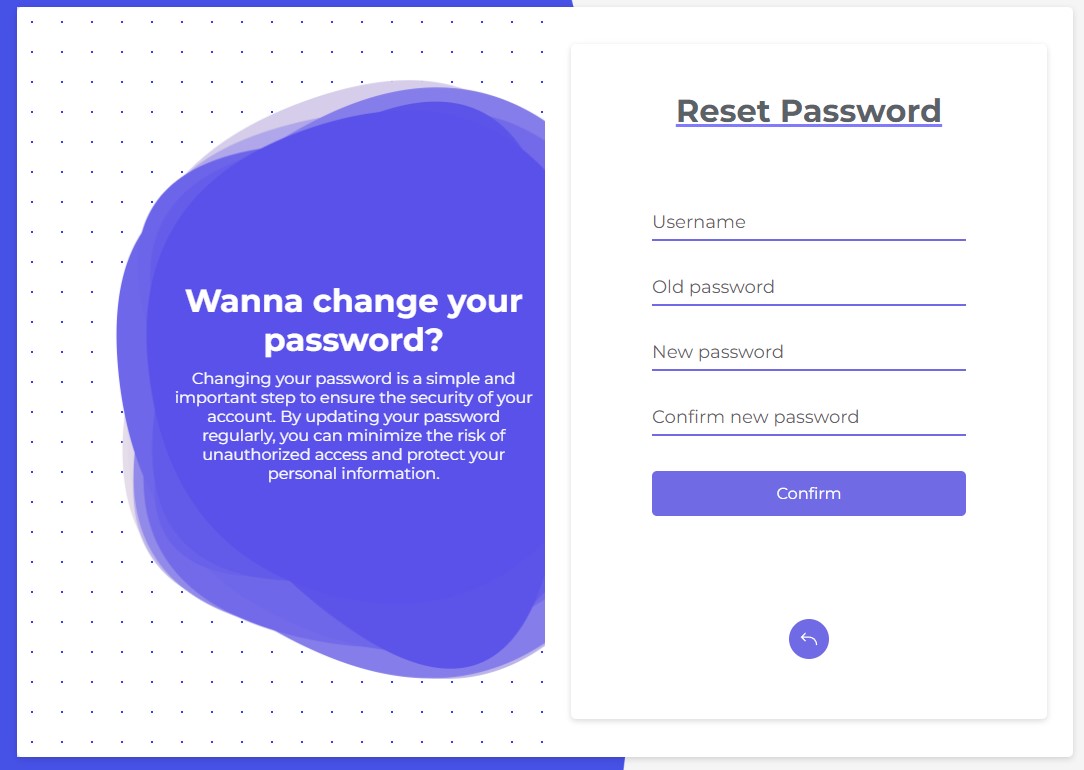 Wanna change your
password?
Changing your password is a simple and
important step to ensure the security of your
account. By updating your password
regularly, you can minimize the risk of
unauthorized access and protect your
personal information.
Reset Password
Username
Old password
New password
Confirm new password
Confirm